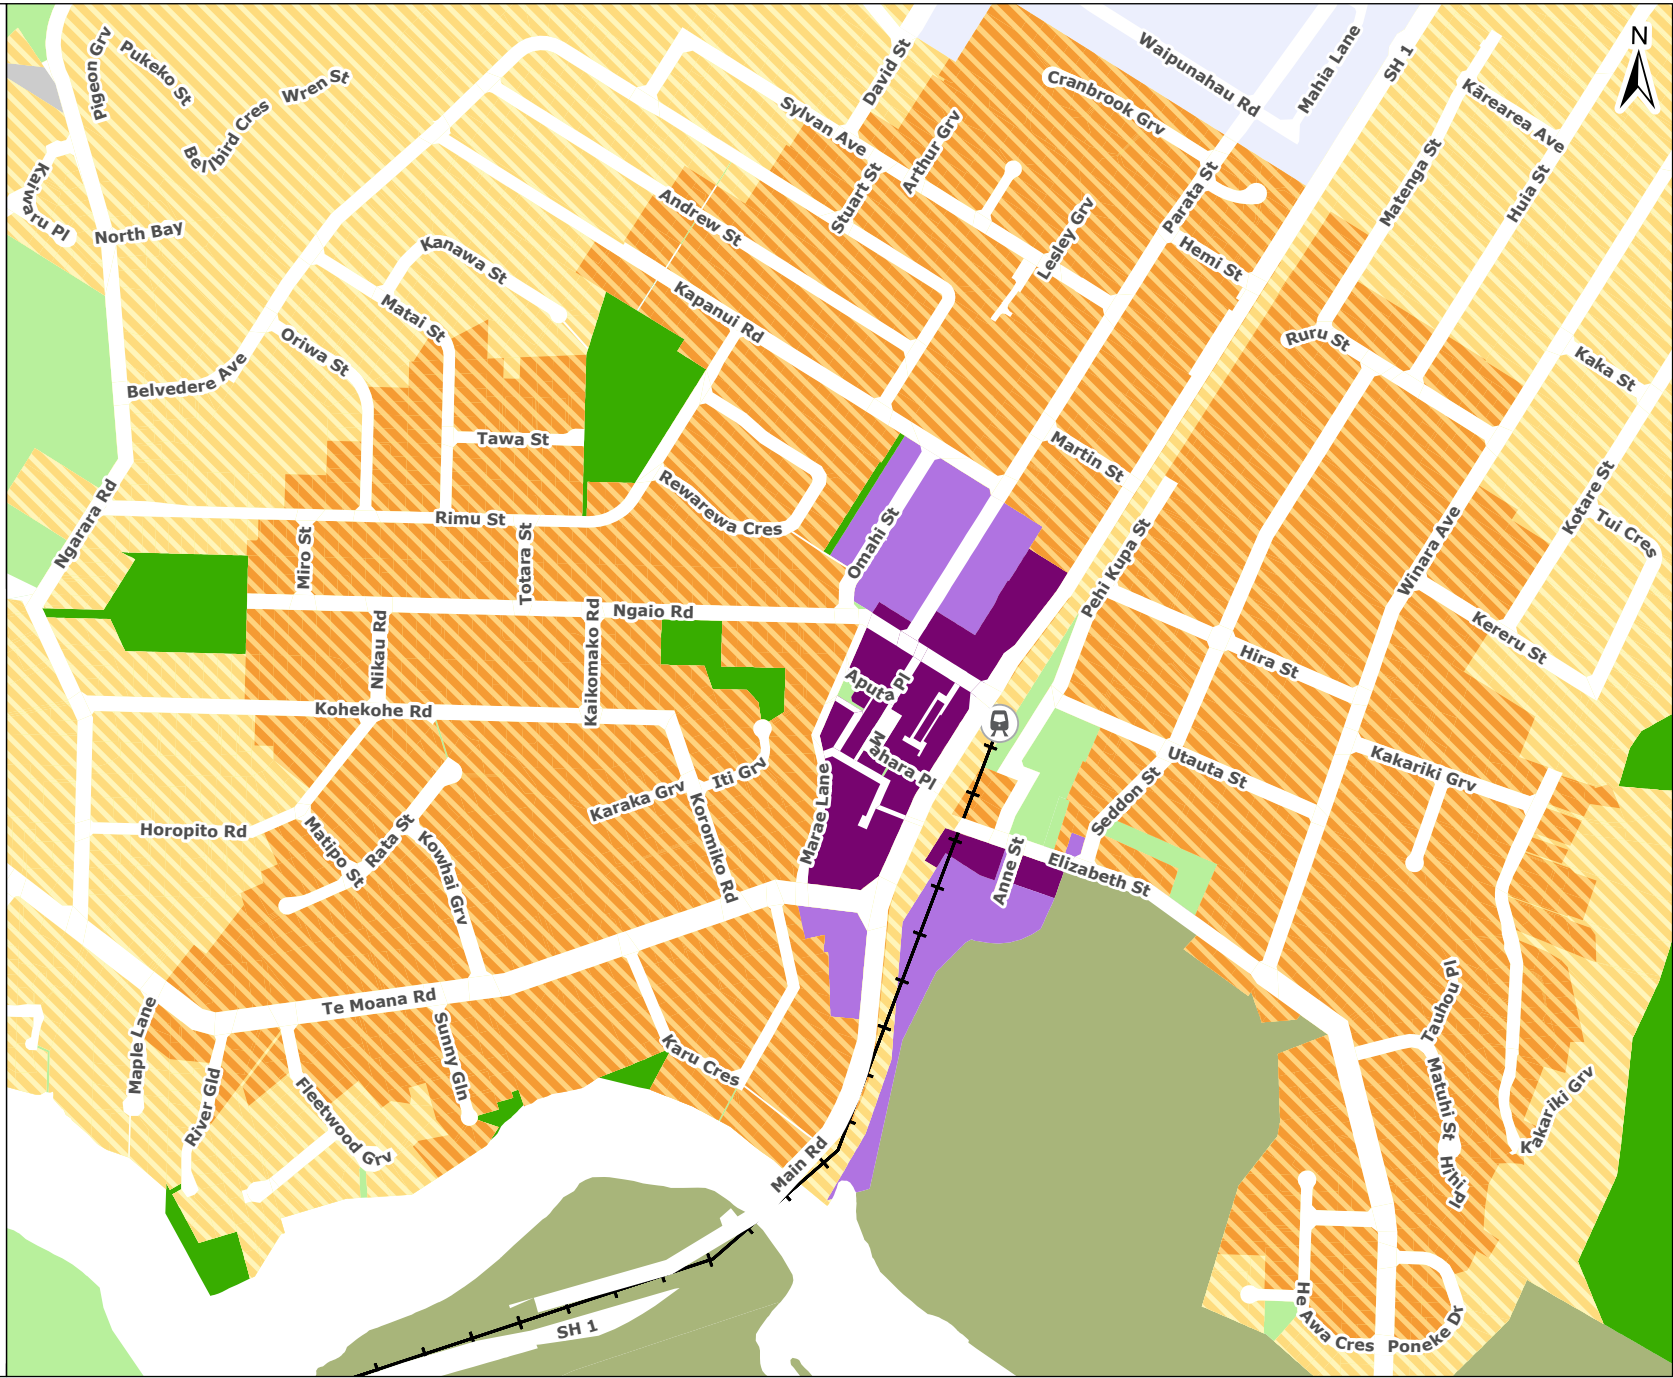 Pigeon Grv
Pukeko St
Bellbird Cres
Wren St
David St
Waipunahau Rd
Mahia Lane
SH 1
N
Cranbrook Grv
Kārearea Ave
Sylvan Ave
Arthur Grv
Matenga St
Huia St
Kaiwaru Pl
North Bay
Kanawa St
Andrew St
Stuart St
Lesley Grv
Parata St
Hemi St
Matai St
Kapanui Rd
Oriwa St
Ruru St
Kaka St
Belvedere Ave
Tawa St
Martin St
Ngarara Rd
Rimu St
Rewarewa Cres
Kotare St
Tui Cres
Miro St
Totara St
Omahi St
Pehi Kupa St
Winara Ave
Ngaio Rd
Kereru St
Nikau Rd
Kaikomako Rd
Hira St
Aputa Pl
Kohekohe Rd
Mahara Pl
Utauta St
Kakariki Grv
Iti Grv
Karaka Grv
Horopito Rd
Matipo St
Rata St
Kowhai Grv
Koromiko Rd
Marae Lane
Seddon St
Anne St
Elizabeth St
Te Moana Rd
Maple Lane
River Gld
Fleetwood Grv
Sunny Gln
Karu Cres
Main Rd
Tauhou Pl
Matuhi St
Hihi Pl
Kakariki Grv
SH 1
He Awa Cres
Poneke Dr